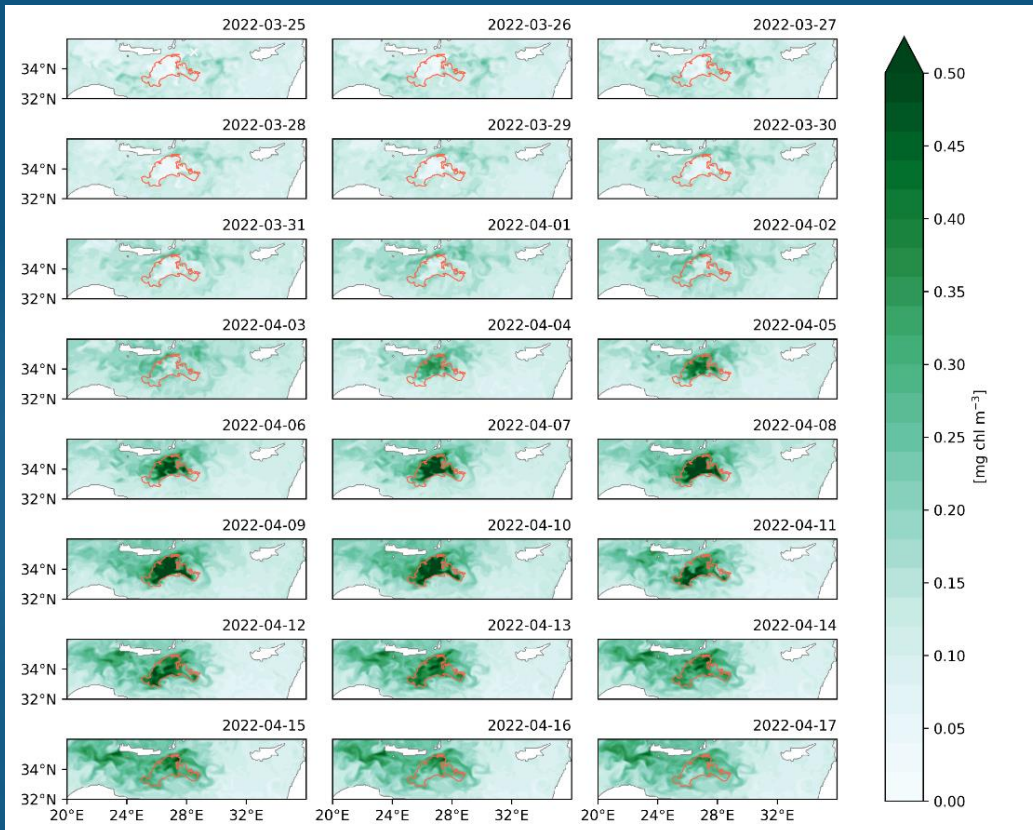 2022-03-25 2022-03-26 2022-03-27
34°N
32°N
2022-03-28 2022-03-29 2022-03-30
34°N
32°N
2022-03-31 2022-04-01 2022-04-02
34°N
32°N
2022-04-03 2022-04-04 2022-04-05
34°N
32°N
2022-04-06 2022-04-07 2022-04-08
34°N
32°N
2022-04-09 2022-04-10 2022-04-11
34°N
32°N
2022-04-12 2022-04-13 2022-04-14
34°N
32°N
2022-04-15 2022-04-16 2022-04-17
34°N
32°N
20°E 24°E 28°E 32°E 20°E 24°E 28°E 32°E 20°E 24°E 28°E 32°E
0.50
0.45
0.40
0.35
0.30
0.25
0.20
0.15
0.10
0.05
0.00
[mg chl m⁻³]